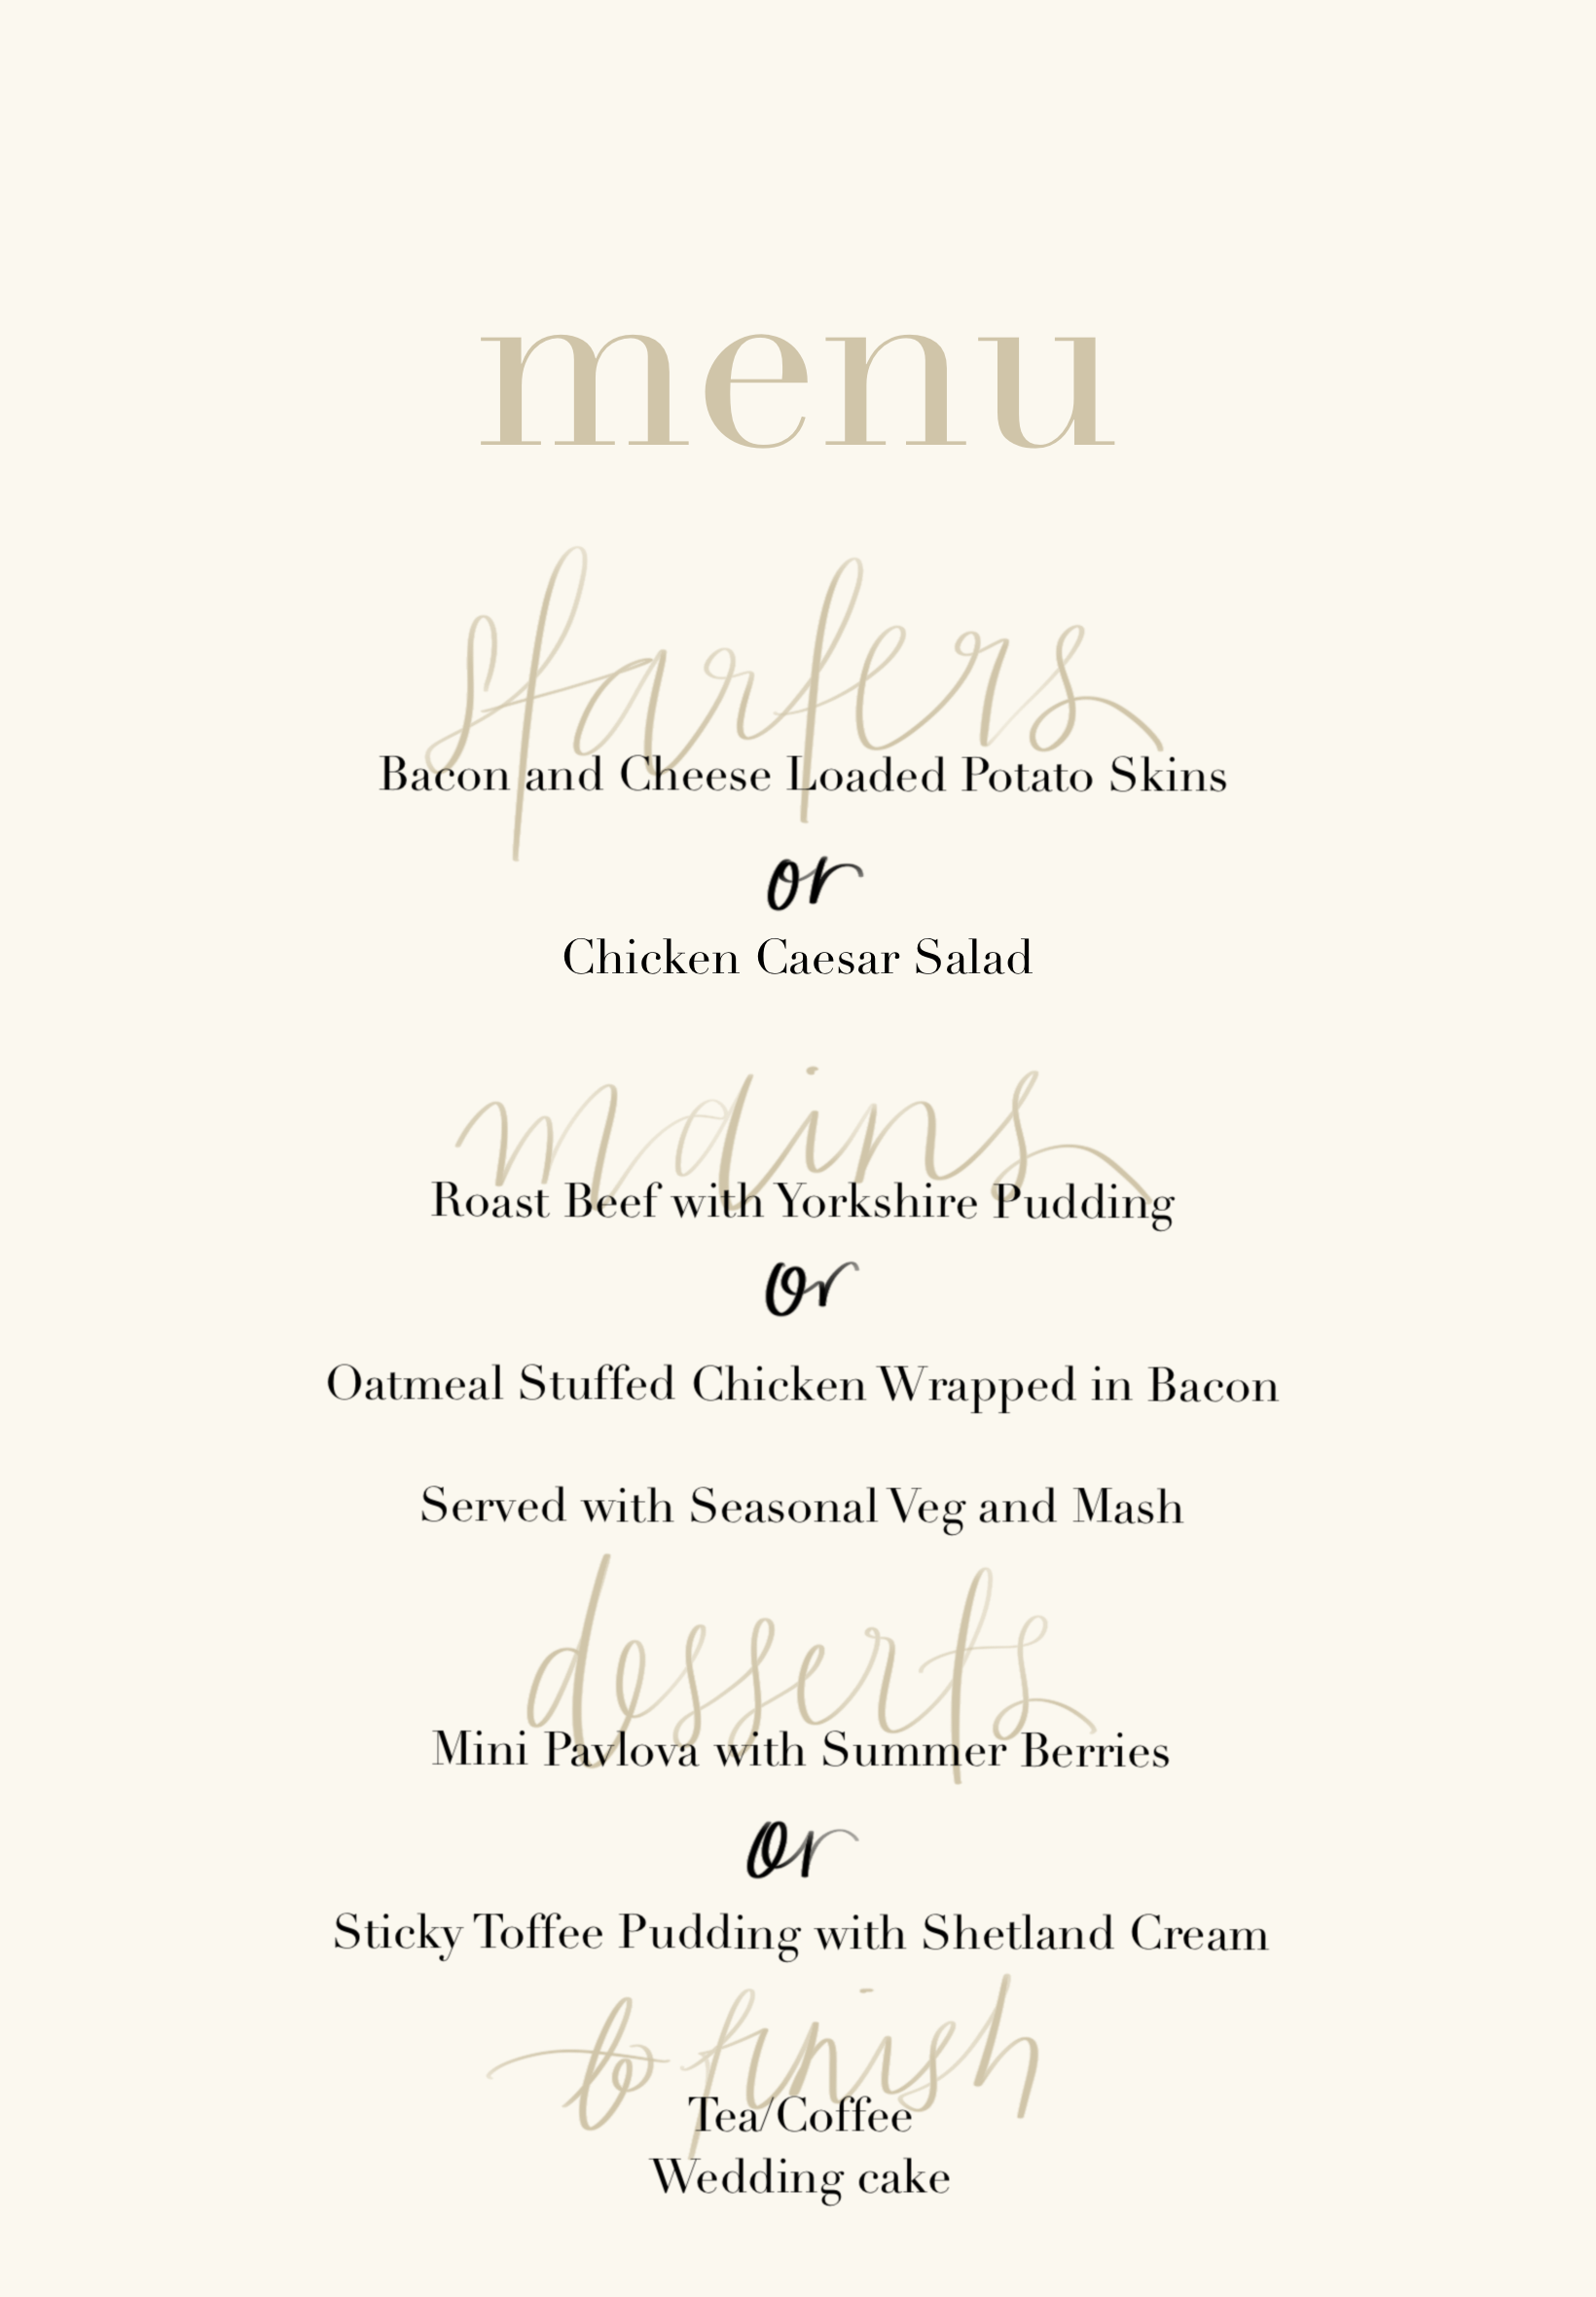 menu
starters
Bacon and Cheese Loaded Potato Skins
or
Chicken Caesar Salad
mains
Roast Beef with Yorkshire Pudding
or
Oatmeal Stuffed Chicken Wrapped in Bacon
Served with Seasonal Veg and Mash
desserts
Mini Pavlova with Summer Berries
or
Sticky Toffee Pudding with Shetland Cream
to finish
Tea/Coffee
Wedding cake